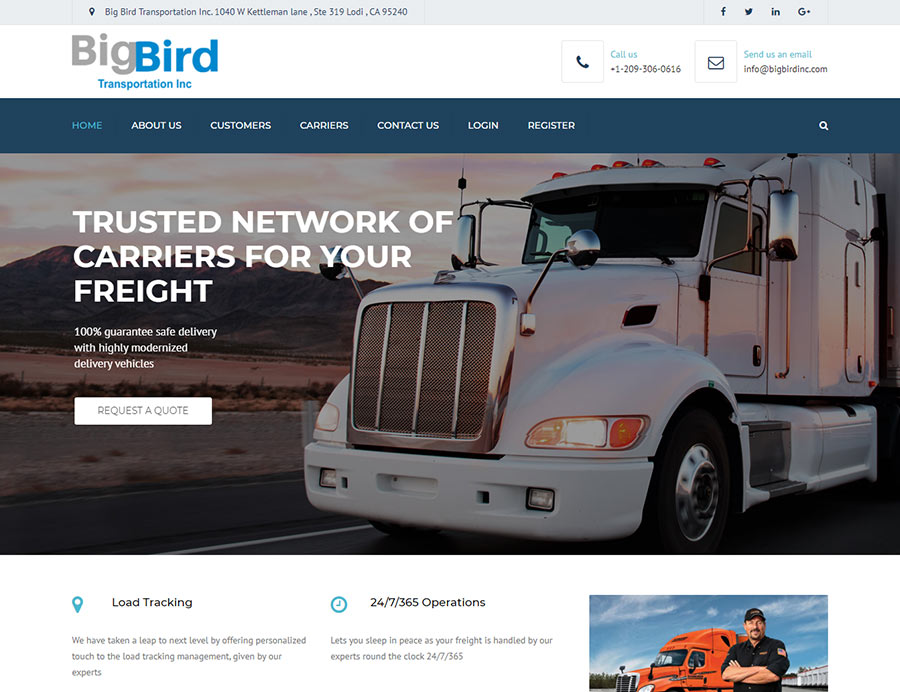 Big Bird Transportation Inc. 1040 W Kettleman lane , Ste 319 Lodi , CA 95240
BigBird
Transportation Inc
Call us
+1-209-306-0616
Send us an email
info@bigbirdinc.com
HOME ABOUT US CUSTOMERS CARRIERS CONTACT US LOGIN REGISTER
TRUSTED NETWORK OF
CARRIERS FOR YOUR
FREIGHT
100% guarantee safe delivery
with highly modernized
delivery vehicles
REQUEST A QUOTE
Load Tracking
We have taken a leap to next level by offering personalized
touch to the load tracking management, given by our
experts
24/7/365 Operations
Lets you sleep in peace as your freight is handled by our
experts round the clock 24/7/365